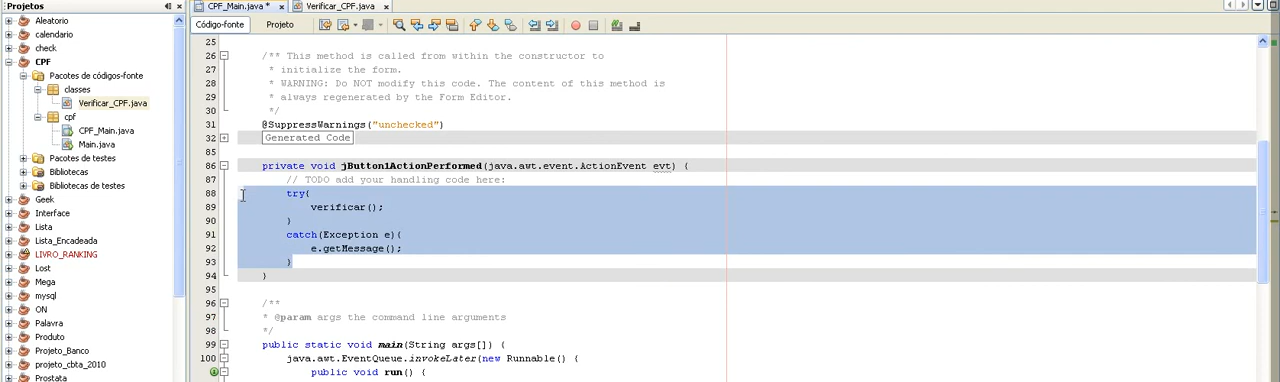 Projetos
CPF_Main.java *
Verificar_CPF.java
Código-fonte
Projeto
Aleatorio
calendario
check
CPF
Pacotes de códigos-fonte
classes
Verificar_CPF.java
cpf
CPF_Main.java
Main.java
Pacotes de testes
Bibliotecas
Bibliotecas de testes
Geek
Interface
Lista
Lista_Encadeada
LIVRO_RANKING
Lost
Mega
mysql
ON
Palavra
Produto
Projeto_Banco
projeto_cbta_2010
Prostata
25
26 /** This method is called from within the constructor to
27 * initialize the form.
28 * WARNING: Do NOT modify this code. The content of this method is
29 * always regenerated by the Form Editor.
30 */
31 @SuppressWarnings("unchecked")
32 Generated Code
85
86 private void jButton1ActionPerformed(java.awt.event.ActionEvent evt) {
87 // TODO add your handling code here:
88 try{
89 verificar();
90 }
91 catch(Exception e){
92 e.getMessage();
93 }
94 }
95
96 /**
97 * @param args the command line arguments
98 */
99 public static void main(String args[]) {
100 java.awt.EventQueue.invokeLater(new Runnable() {
public void run() {